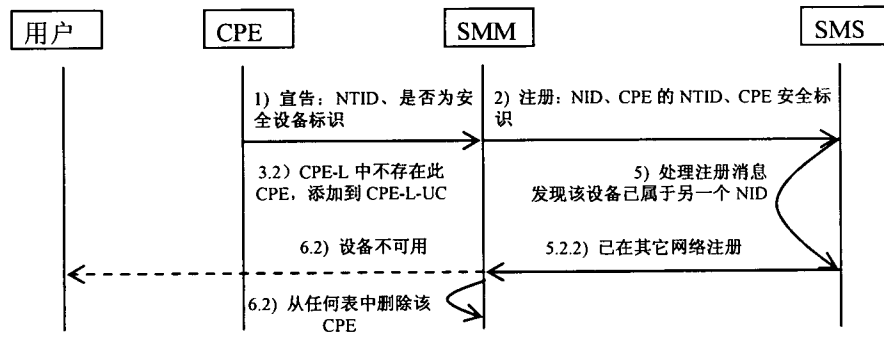 用户
CPE
SMM
SMS
1）宣告：NTID、是否为安
全设备标识
2）注册：NID、CPE 的 NTID、CPE 安全标
识
3.2）CPE-L 中不存在此
CPE，添加到 CPE-L-UC
5）处理注册消息
发现该设备已属于另一个 NID
6.2）设备不可用
5.2.2）已在其它网络注册
6.2）从任何表中删除该
CPE